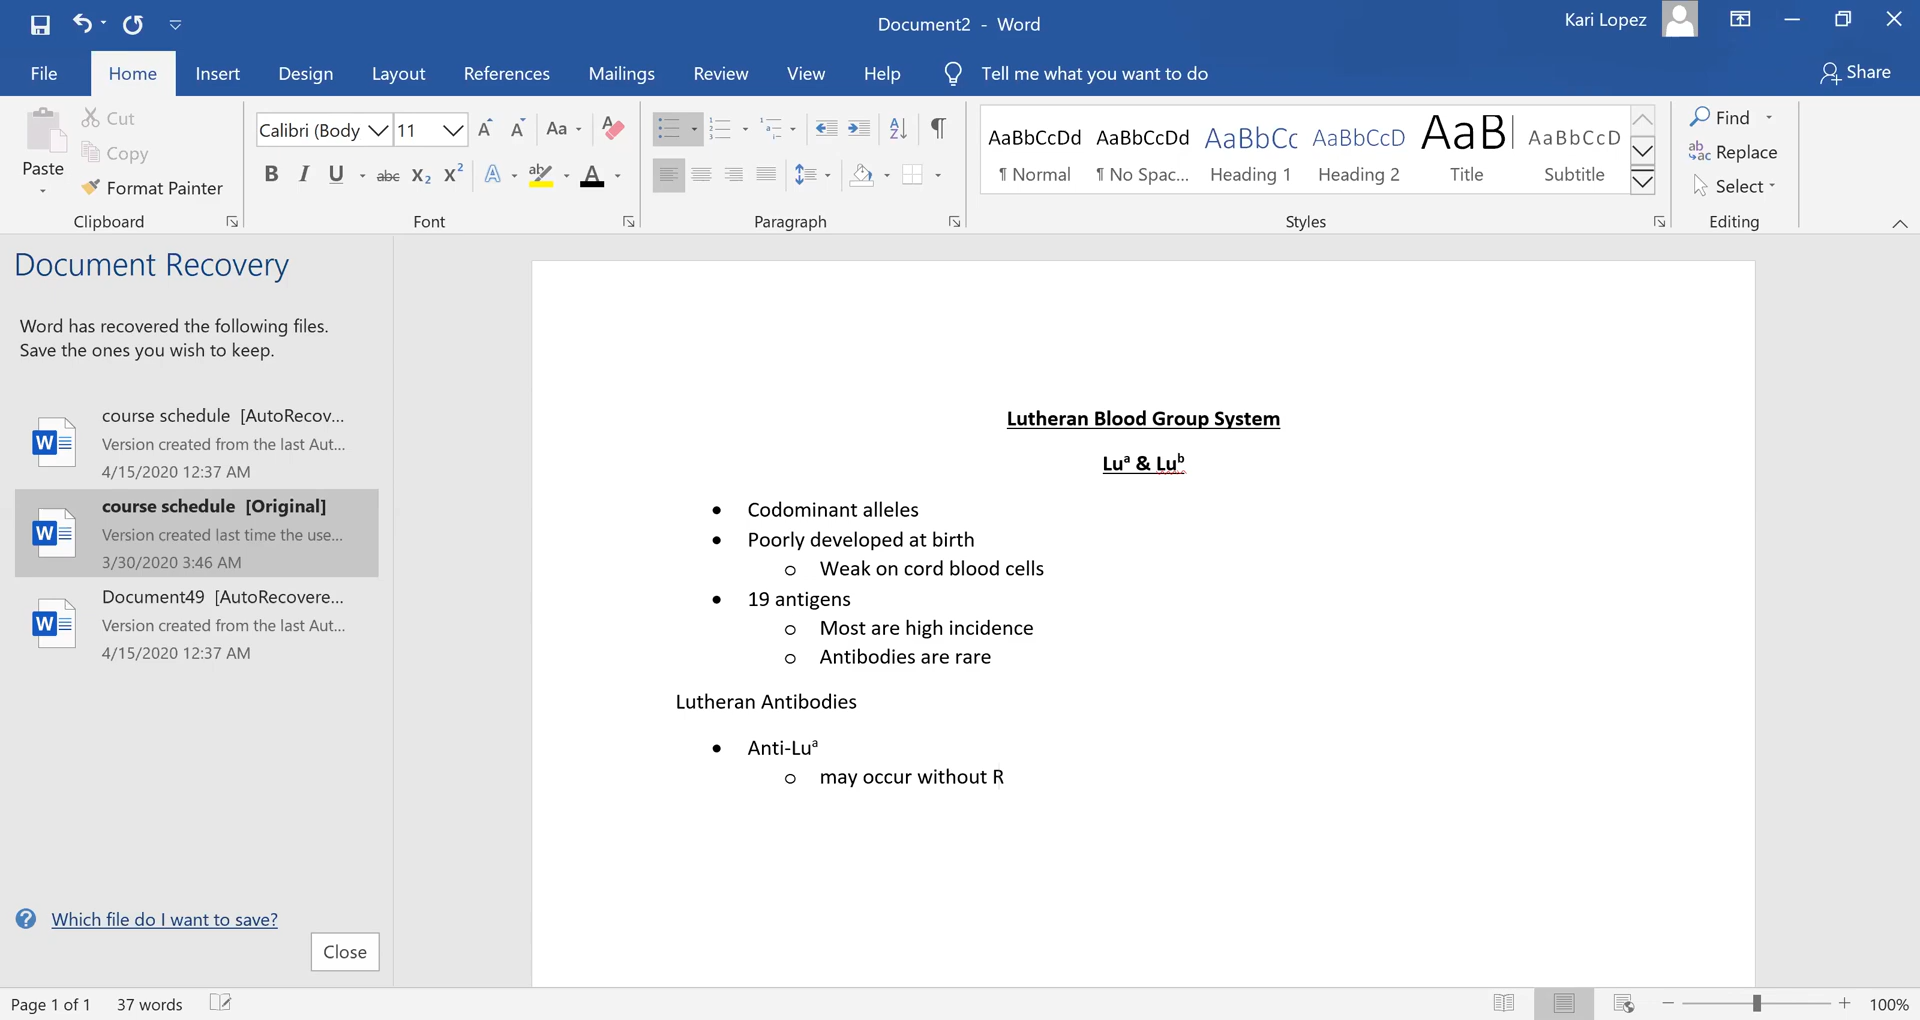 Document2 - Word
Kari Lopez
File Home Insert Design Layout References Mailings Review View Help Tell me what you want to do
Share
Paste
Cut
Copy
Format Painter
Clipboard
Calibri (Body 11
Aa
B I U abc X₂ X² A ab A
Font
Paragraph
AaBbCcDd AaBbCcDd AaBbCc AaBbCcD AaB AaBbCcD
¶ Normal ¶ No Spac... Heading 1 Heading 2 Title Subtitle
Styles
Find
Replace
Select
Editing
Document Recovery
Word has recovered the following files.
Save the ones you wish to keep.
course schedule [AutoRecov...
Version created from the last Aut...
4/15/2020 12:37 AM
course schedule [Original]
Version created last time the use...
3/30/2020 3:46 AM
Document49 [AutoRecovere...
Version created from the last Aut...
4/15/2020 12:37 AM
Which file do I want to save?
Close
Lutheran Blood Group System
Luᵃ & Luᵇ
• Codominant alleles
• Poorly developed at birth
o Weak on cord blood cells
• 19 antigens
o Most are high incidence
o Antibodies are rare
Lutheran Antibodies
• Anti-Luᵃ
o may occur without R
Page 1 of 1 37 words
100%